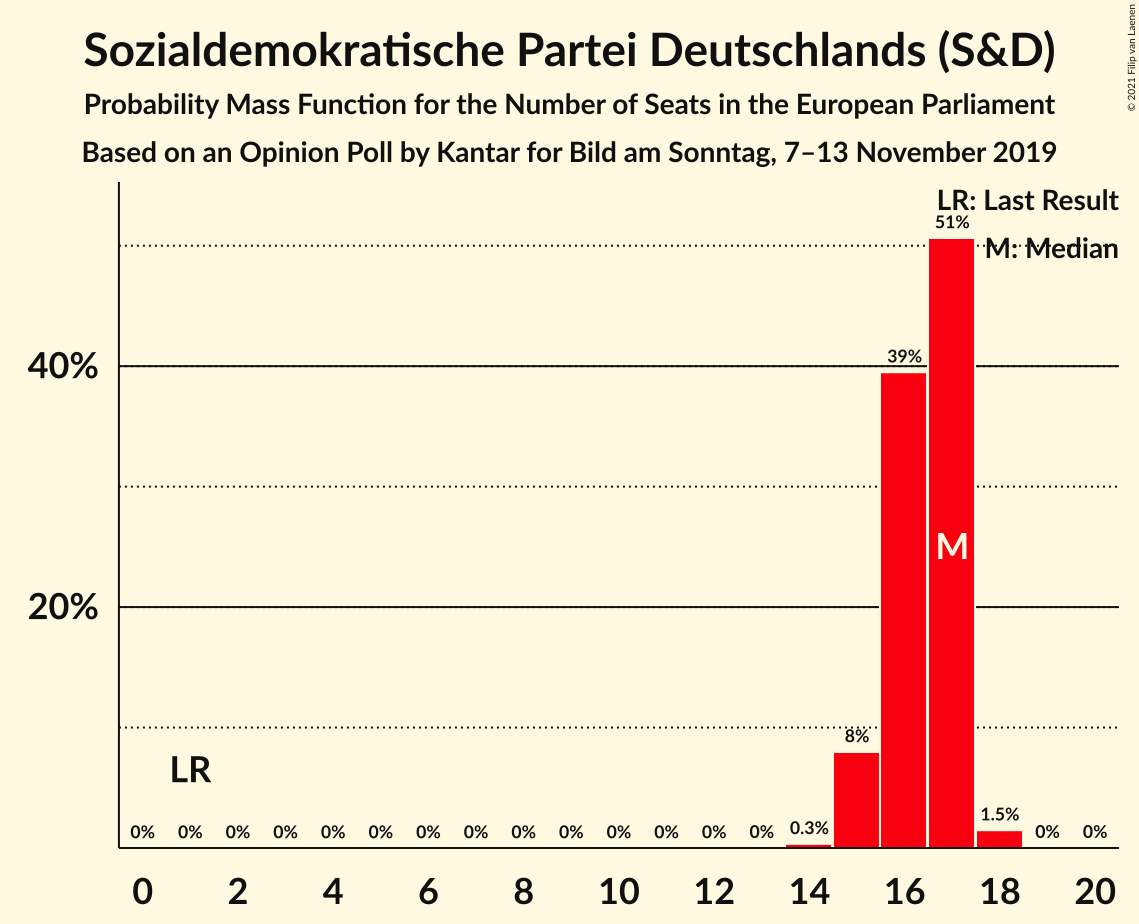 Sozialdemokratische Partei Deutschlands (S&D)
Probability Mass Function for the Number of Seats in the European Parliament
Based on an Opinion Poll by Kantar for Bild am Sonntag, 7–13 November 2019
© 2021 Filip van Laenen
LR: Last Result
51%
M: Median
39%
40%
M
20%
8%
LR
0% 0% 0% 0% 0% 0% 0% 0% 0% 0% 0% 0% 0% 0% 0.3% 1.5% 0% 0%
0 2 4 6 8 10 12 14 16 18 20